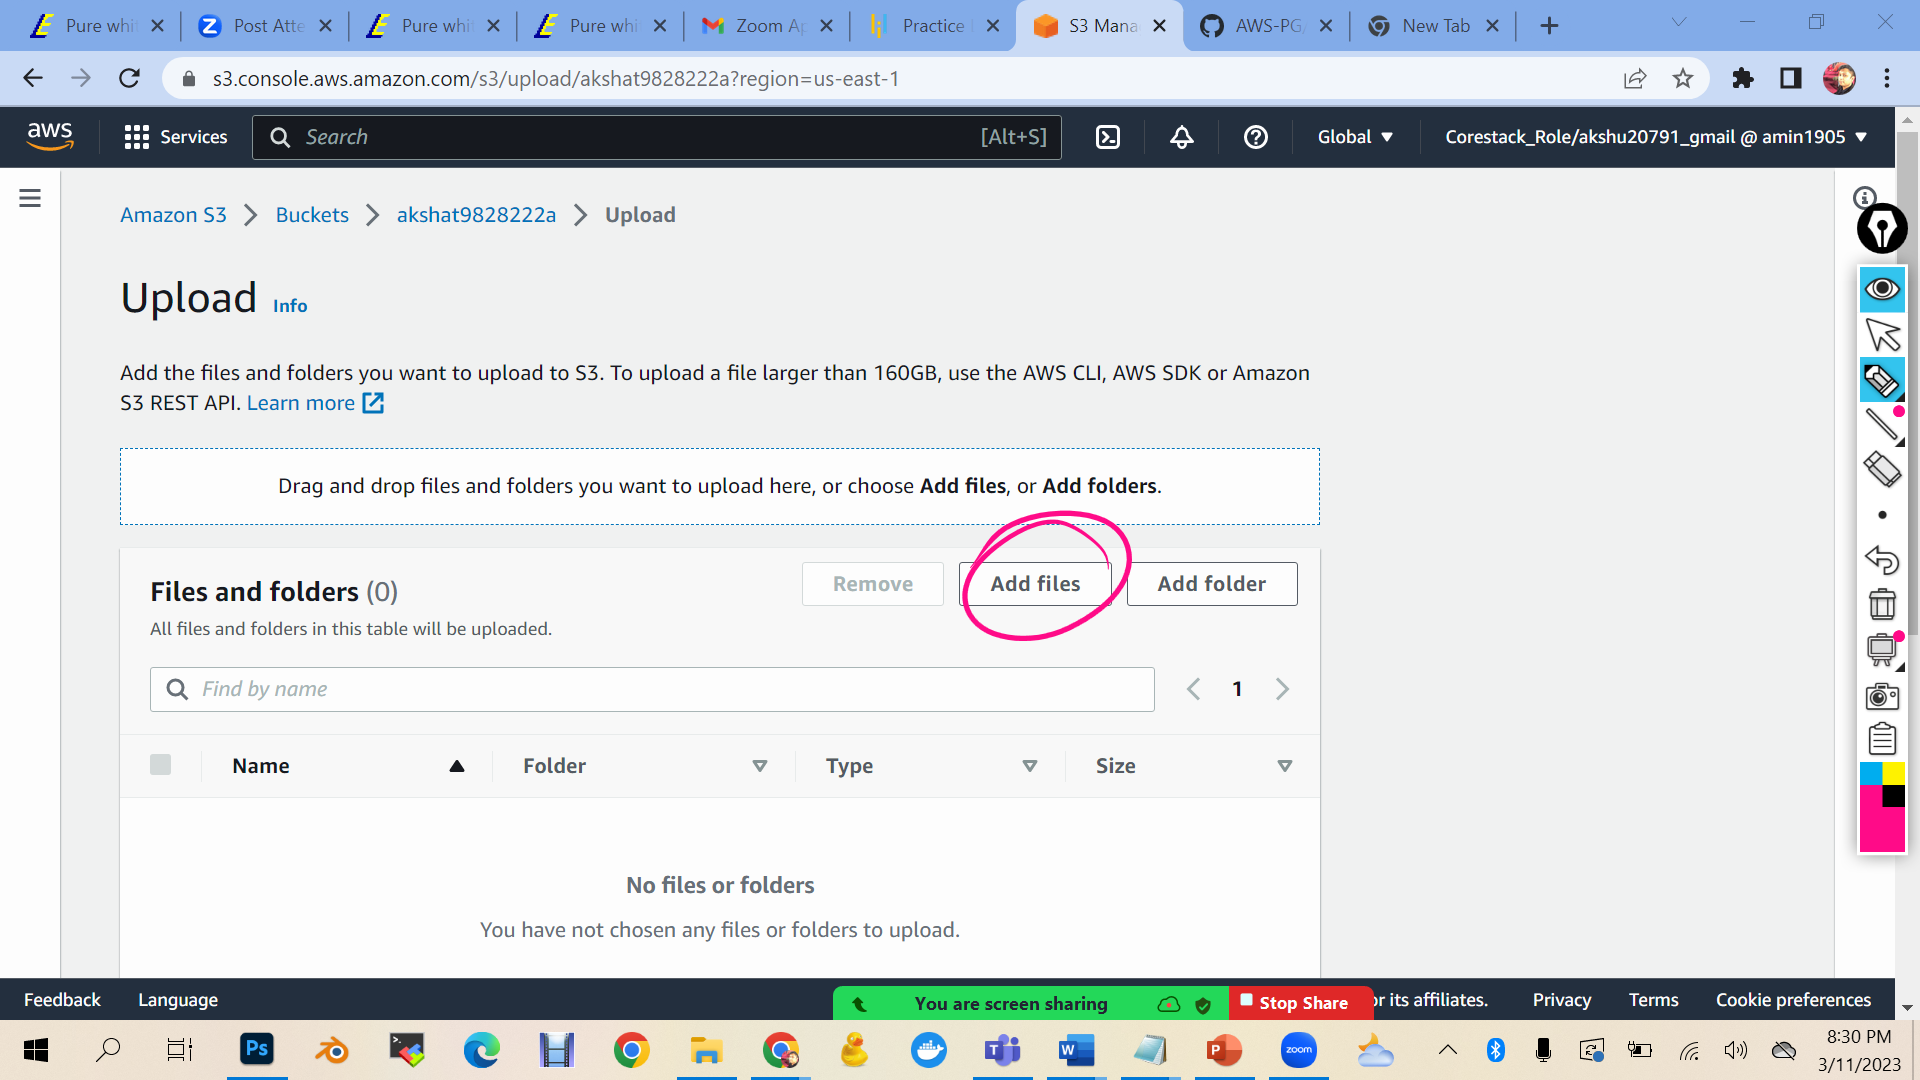 Pure whi
Post Atte
Pure whi
Pure whi
Zoom Ap
Practice
S3 Mana
AWS-PG
New Tab
s3.console.aws.amazon.com/s3/upload/akshat9828222a?region=us-east-1
aws
Services
Search
[Alt+S]
Global
Corestack_Role/akshu20791_gmail @ amin1905
Amazon S3
Buckets
akshat9828222a
Upload
Upload
Info
Add the files and folders you want to upload to S3. To upload a file larger than 160GB, use the AWS CLI, AWS SDK or Amazon
S3 REST API. Learn more
Drag and drop files and folders you want to upload here, or choose Add files, or Add folders.
Files and folders (0)
Remove
Add files
Add folder
All files and folders in this table will be uploaded.
Find by name
1
Name
Folder
Type
Size
No files or folders
You have not chosen any files or folders to upload.
Feedback
Language
You are screen sharing
Stop Share
or its affiliates.
Privacy
Terms
Cookie preferences
Ps
zoom
8:30 PM
3/11/2023